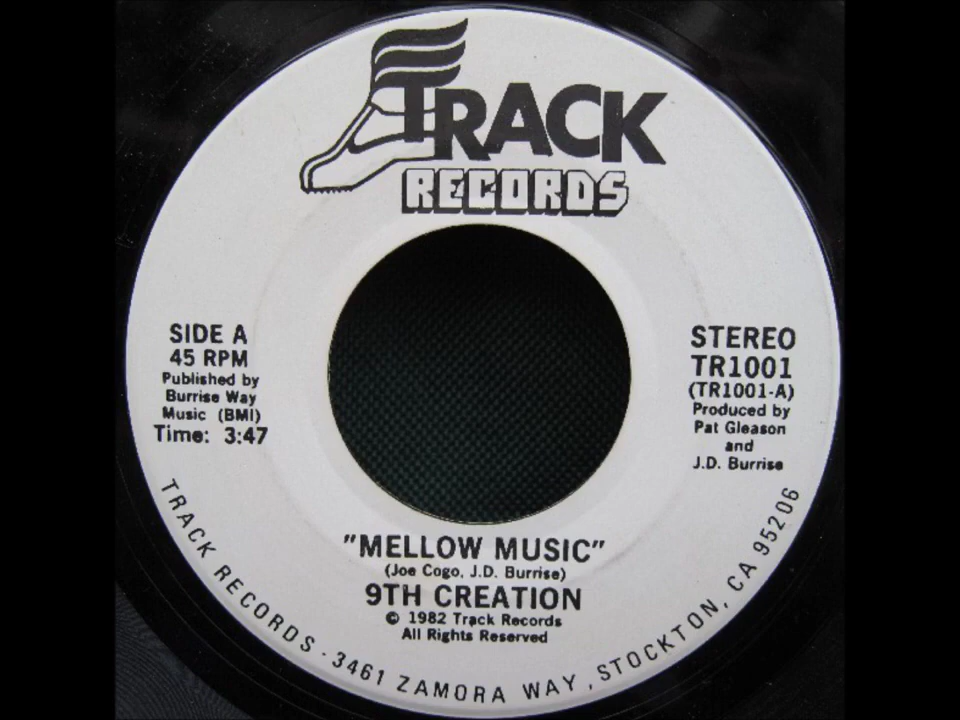 TRACK
RECORDS
SIDE A
45 RPM
Published by
Burrise Way
Music (BMI)
Time: 3:47
STEREO
TR1001
(TR1001-A)
Produced by
Pat Gleason
and
J.D. Burrise
"MELLOW MUSIC"
(Joe Cogo, J.D. Burrise)
9TH CREATION
© 1982 Track Records
All Rights Reserved
TRACK RECORDS - 3461 ZAMORA WAY, STOCKTON, CA 95206